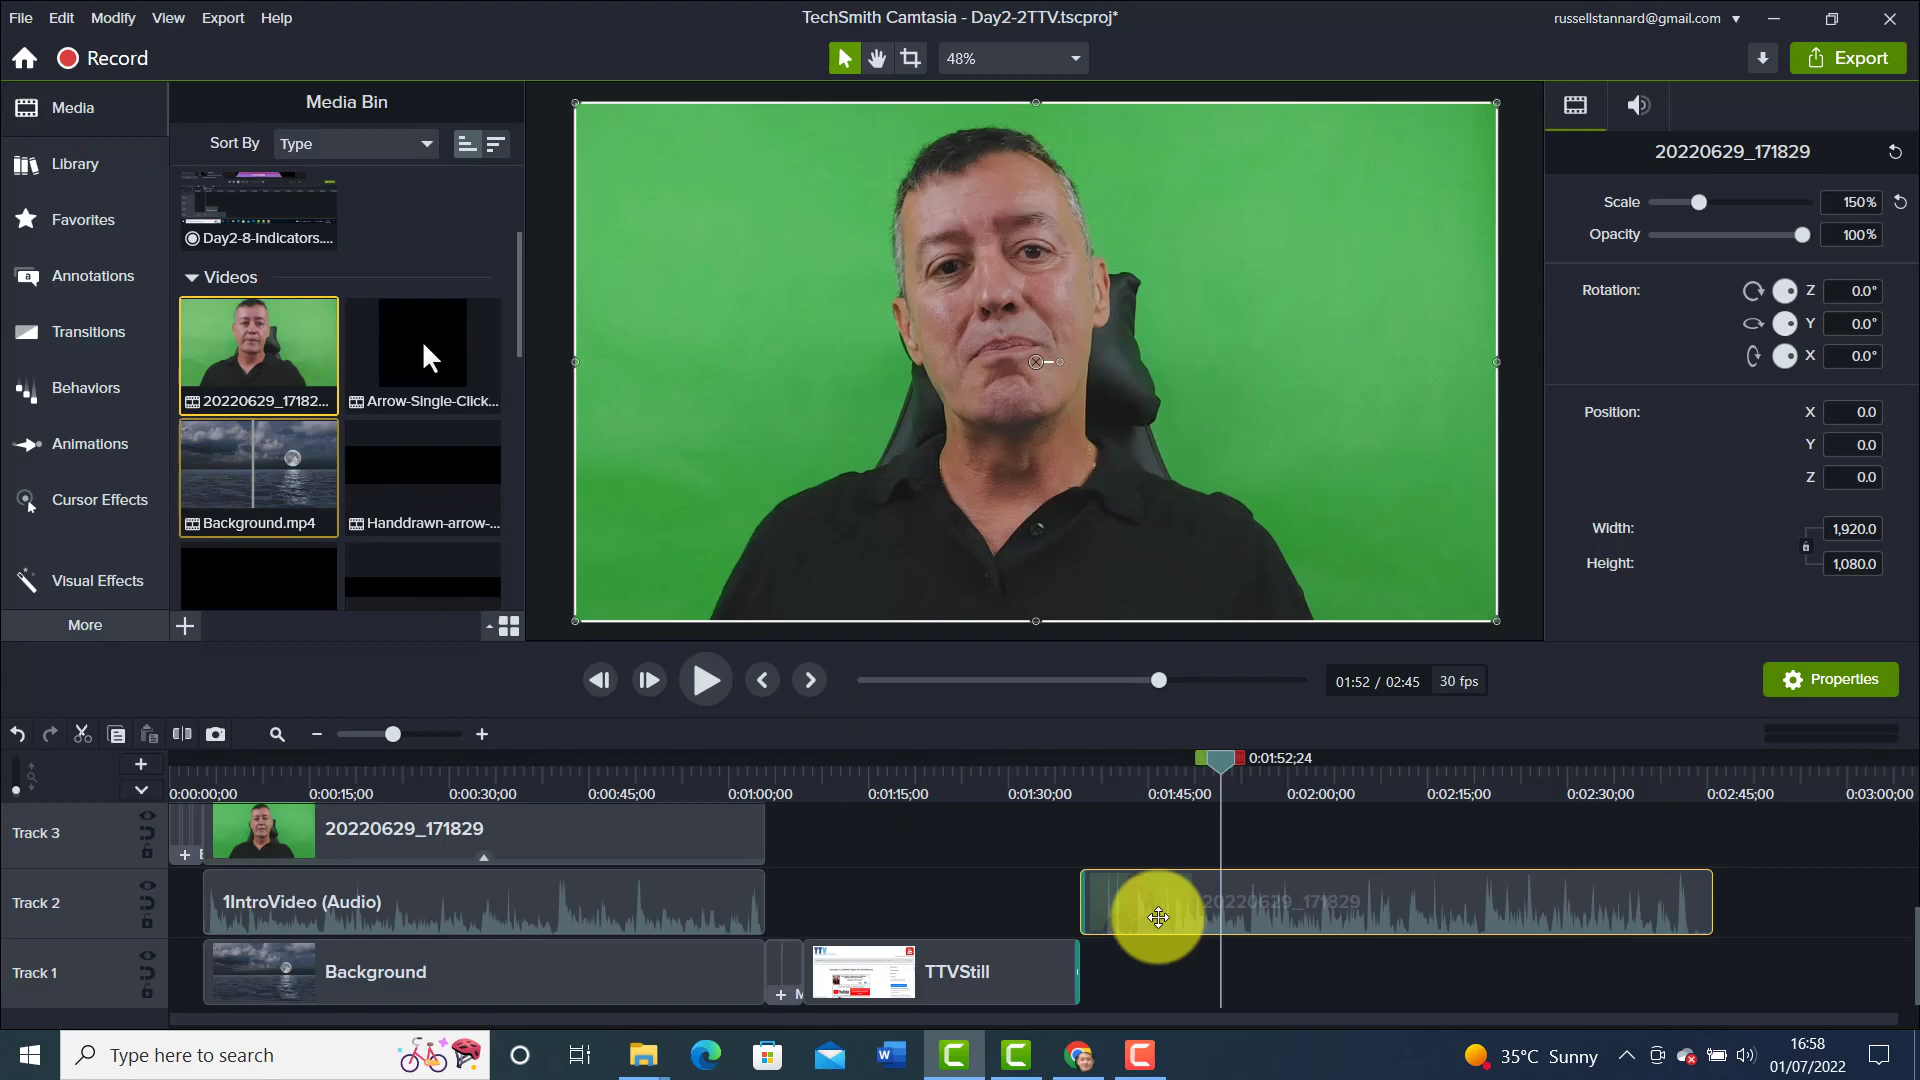 File Edit Modify View Export Help
TechSmith Camtasia - Day2-2TTV.tscproj*
russellstannard@gmail.com
Record
48%
Export
Media
Library
Favorites
Annotations
Transitions
Behaviors
Animations
Cursor Effects
Visual Effects
More
Media Bin
Sort By Type
Day2-8-Indicators....
Videos
20220629_17182...
Arrow-Single-Click...
Background.mp4
Handdrawn-arrow-...
20220629_171829
Scale 150%
Opacity 100%
Rotation: Z 0.0°
Y 0.0°
X 0.0°
Position: X 0.0
Y 0.0
Z 0.0
Width: 1,920.0
Height: 1,080.0
01:52 / 02:45 30 fps
Properties
0:01:52;24
0:00:00;00 0:00:15;00 0:00:30;00 0:00:45;00 0:01:00;00 0:01:15;00 0:01:30;00 0:01:45;00 0:02:00;00 0:02:15;00 0:02:30;00 0:02:45;00 0:03:00;00
Track 3
20220629_171829
Track 2
1IntroVideo (Audio)
20220629_171829
Track 1
Background
TTVStill
Type here to search
35°C Sunny
16:58
01/07/2022